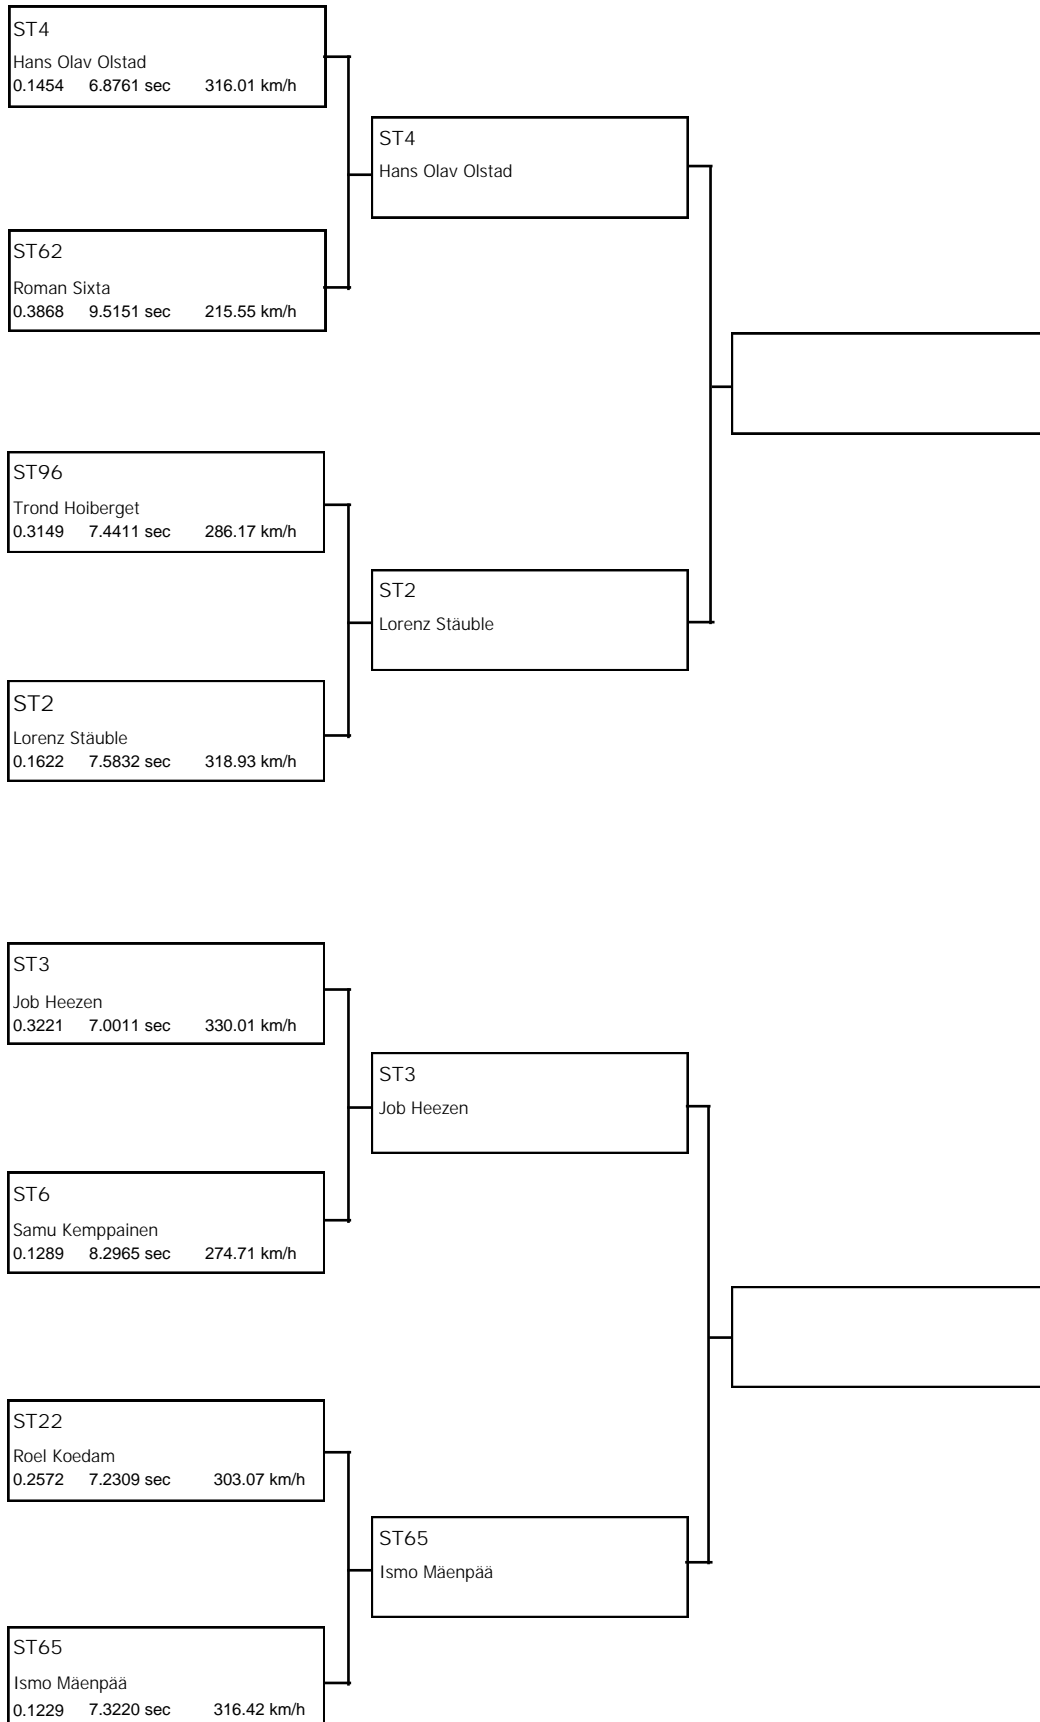 ST4
Hans Olav Olstad
0.1454 6.8761 sec 316.01 km/h
ST62
Roman Sixta
0.3868 9.5151 sec 215.55 km/h
ST4
Hans Olav Olstad
ST96
Trond Hoiberget
0.3149 7.4411 sec 286.17 km/h
ST2
Lorenz Stäuble
0.1622 7.5832 sec 318.93 km/h
ST2
Lorenz Stäuble
ST3
Job Heezen
0.3221 7.0011 sec 330.01 km/h
ST6
Samu Kemppainen
0.1289 8.2965 sec 274.71 km/h
ST3
Job Heezen
ST22
Roel Koedam
0.2572 7.2309 sec 303.07 km/h
ST65
Ismo Mäenpää
0.1229 7.3220 sec 316.42 km/h
ST65
Ismo Mäenpää